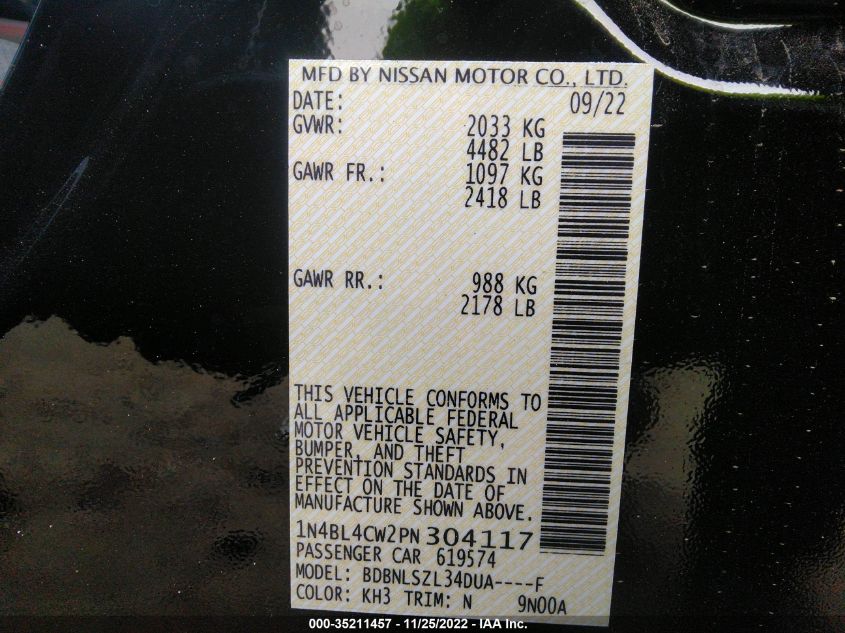 MFD BY NISSAN MOTOR CO., LTD.
DATE: 09/22
GVWR: 2033 KG
4482 LB
GAWR FR.: 1097 KG
2418 LB
GAWR RR.: 988 KG
2178 LB
THIS VEHICLE CONFORMS TO
ALL APPLICABLE FEDERAL
MOTOR VEHICLE SAFETY,
BUMPER, AND THEFT
PREVENTION STANDARDS IN
EFFECT ON THE DATE OF
MANUFACTURE SHOWN ABOVE.
1N4BL4CW2PN304117
PASSENGER CAR 619574
MODEL: BDBNLSZL34DUA----F
COLOR: KH3 TRIM: N 9N00A
000-35211457 - 11/25/2022 - IAA Inc.